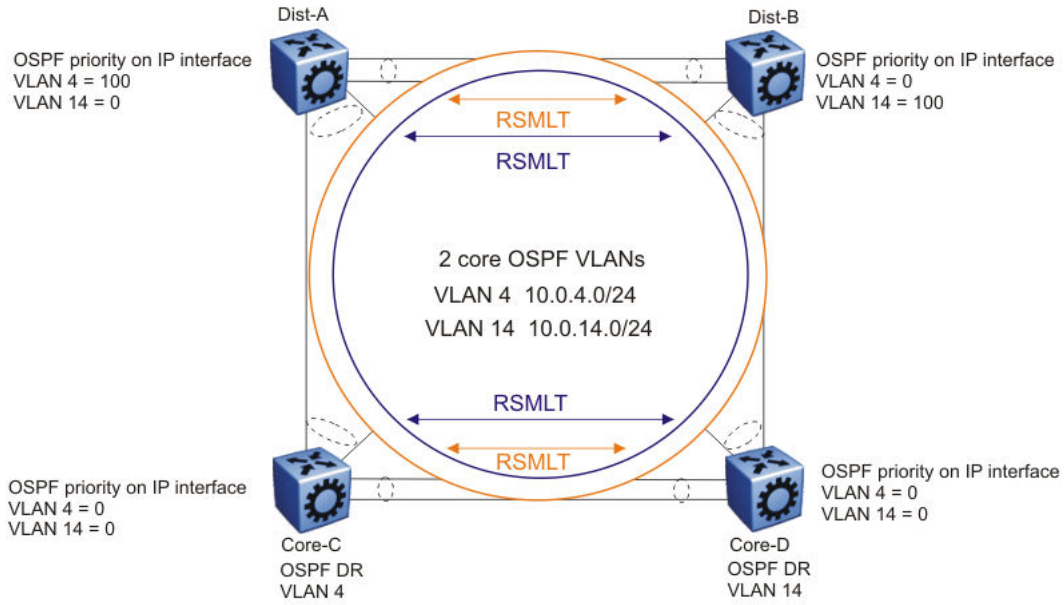 Dist-A
Dist-B
OSPF priority on IP interface
VLAN 4 = 100
VLAN 14 = 0
OSPF priority on IP interface
VLAN 4 = 0
VLAN 14 = 100
RSMLT
RSMLT
2 core OSPF VLANs
VLAN 4 10.0.4.0/24
VLAN 14 10.0.14.0/24
RSMLT
RSMLT
OSPF priority on IP interface
VLAN 4 = 0
VLAN 14 = 0
OSPF priority on IP interface
VLAN 4 = 0
VLAN 14 = 0
Core-C
OSPF DR
VLAN 4
Core-D
OSPF DR
VLAN 14